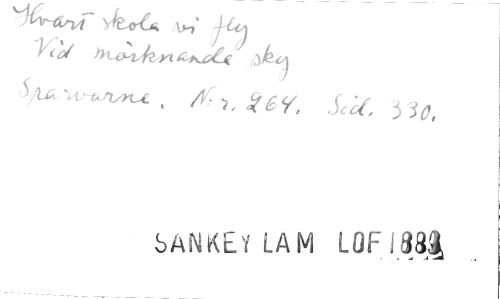 Hvart skola vi fly
Vid mörknande sky
Sparvarne. N:r. 264. Sid. 330.
SANKEY LAM LOF 1883